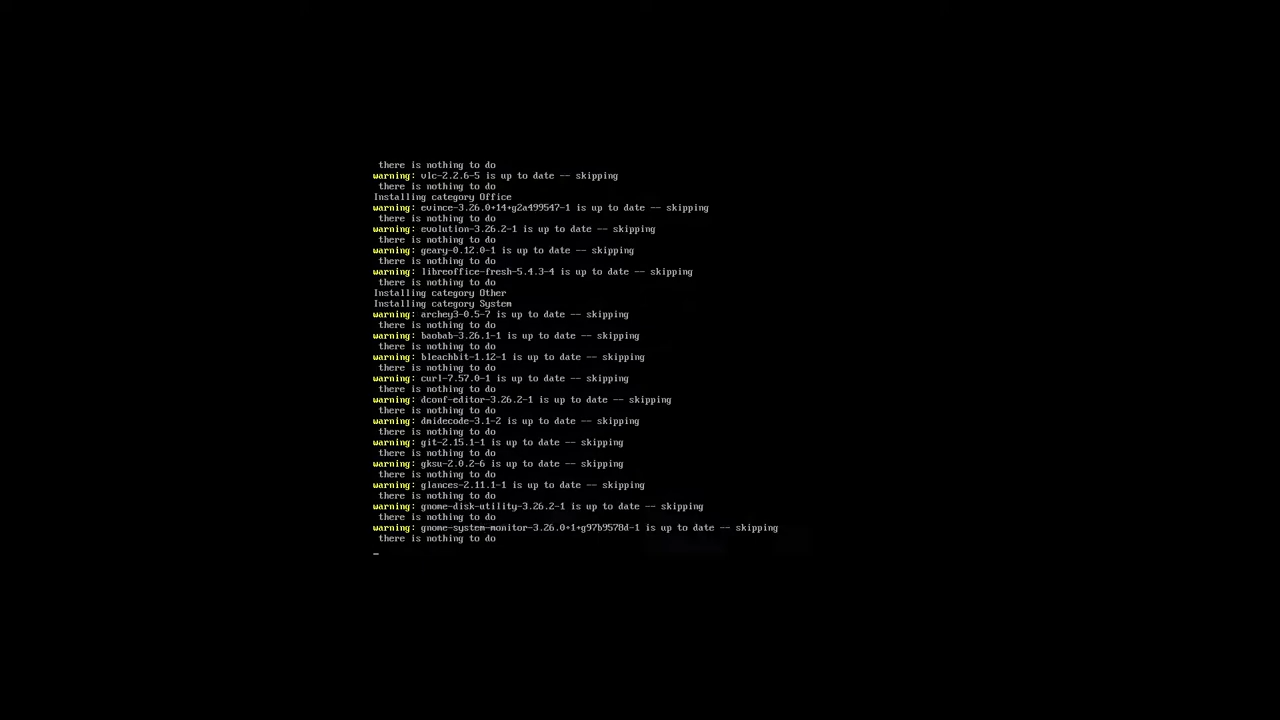 there is nothing to do
warning: vlc-2.2.6-5 is up to date -- skipping
there is nothing to do
Installing category Office
warning: evince-3.26.0+14+g2a499547-1 is up to date -- skipping
there is nothing to do
warning: evolution-3.26.2-1 is up to date -- skipping
there is nothing to do
warning: geary-0.12.0-1 is up to date -- skipping
there is nothing to do
warning: libreoffice-fresh-5.4.3-4 is up to date -- skipping
there is nothing to do
Installing category Other
Installing category System
warning: archey3-0.5-7 is up to date -- skipping
there is nothing to do
warning: baobab-3.26.1-1 is up to date -- skipping
there is nothing to do
warning: bleachbit-1.12-1 is up to date -- skipping
there is nothing to do
warning: curl-7.57.0-1 is up to date -- skipping
there is nothing to do
warning: dconf-editor-3.26.2-1 is up to date -- skipping
there is nothing to do
warning: dmidecode-3.1-2 is up to date -- skipping
there is nothing to do
warning: git-2.15.1-1 is up to date -- skipping
there is nothing to do
warning: gksu-2.0.2-6 is up to date -- skipping
there is nothing to do
warning: glances-2.11.1-1 is up to date -- skipping
there is nothing to do
warning: gnome-disk-utility-3.26.2-1 is up to date -- skipping
there is nothing to do
warning: gnome-system-monitor-3.26.0+1+g97b9578d-1 is up to date -- skipping
there is nothing to do
_